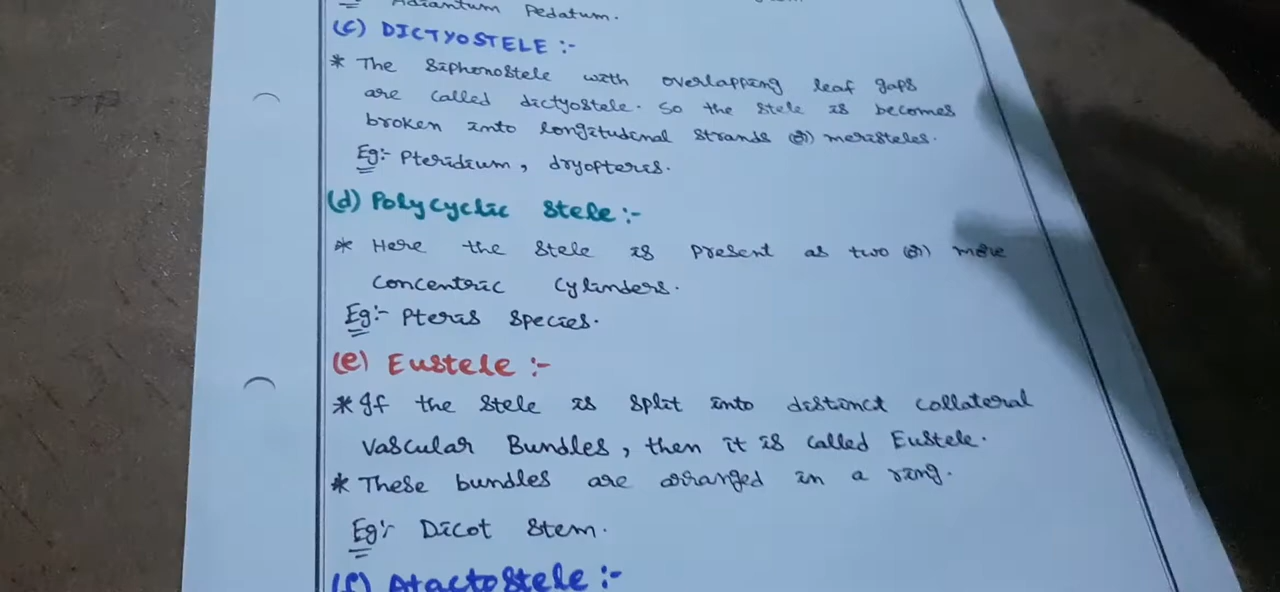 Eg:- Adiantum Pedatum.
(C) DICTYOSTELE :-
* The Siphonostele with overlapping leaf gaps
are called dictyostele. So the stele is becomes
broken into longitudinal strands (or) meristeles.
Eg:- Pteridium, dryopteris.
(d) Polycyclic Stele :-
* Here the stele is present as two (or) more
Concentric Cylinders.
Eg:- Pteris Species.
(e) Eustele :-
* If the stele is split into distinct collateral
Vascular Bundles, then it is called Eustele.
* These bundles are arranged in a ring.
Eg:- Dicot Stem.
(f) Atactostele :-